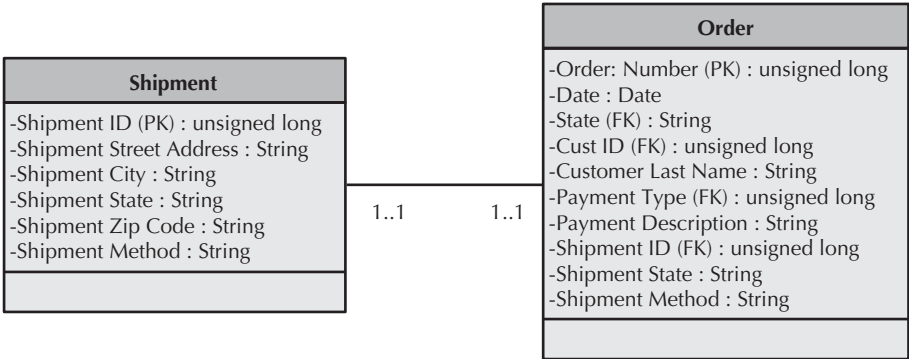 Shipment
-Shipment ID (PK) : unsigned long
-Shipment Street Address : String
-Shipment City : String
-Shipment State : String
-Shipment Zip Code : String
-Shipment Method : String
1..1
1..1
Order
-Order: Number (PK) : unsigned long
-Date : Date
-State (FK) : String
-Cust ID (FK) : unsigned long
-Customer Last Name : String
-Payment Type (FK) : unsigned long
-Payment Description : String
-Shipment ID (FK) : unsigned long
-Shipment State : String
-Shipment Method : String